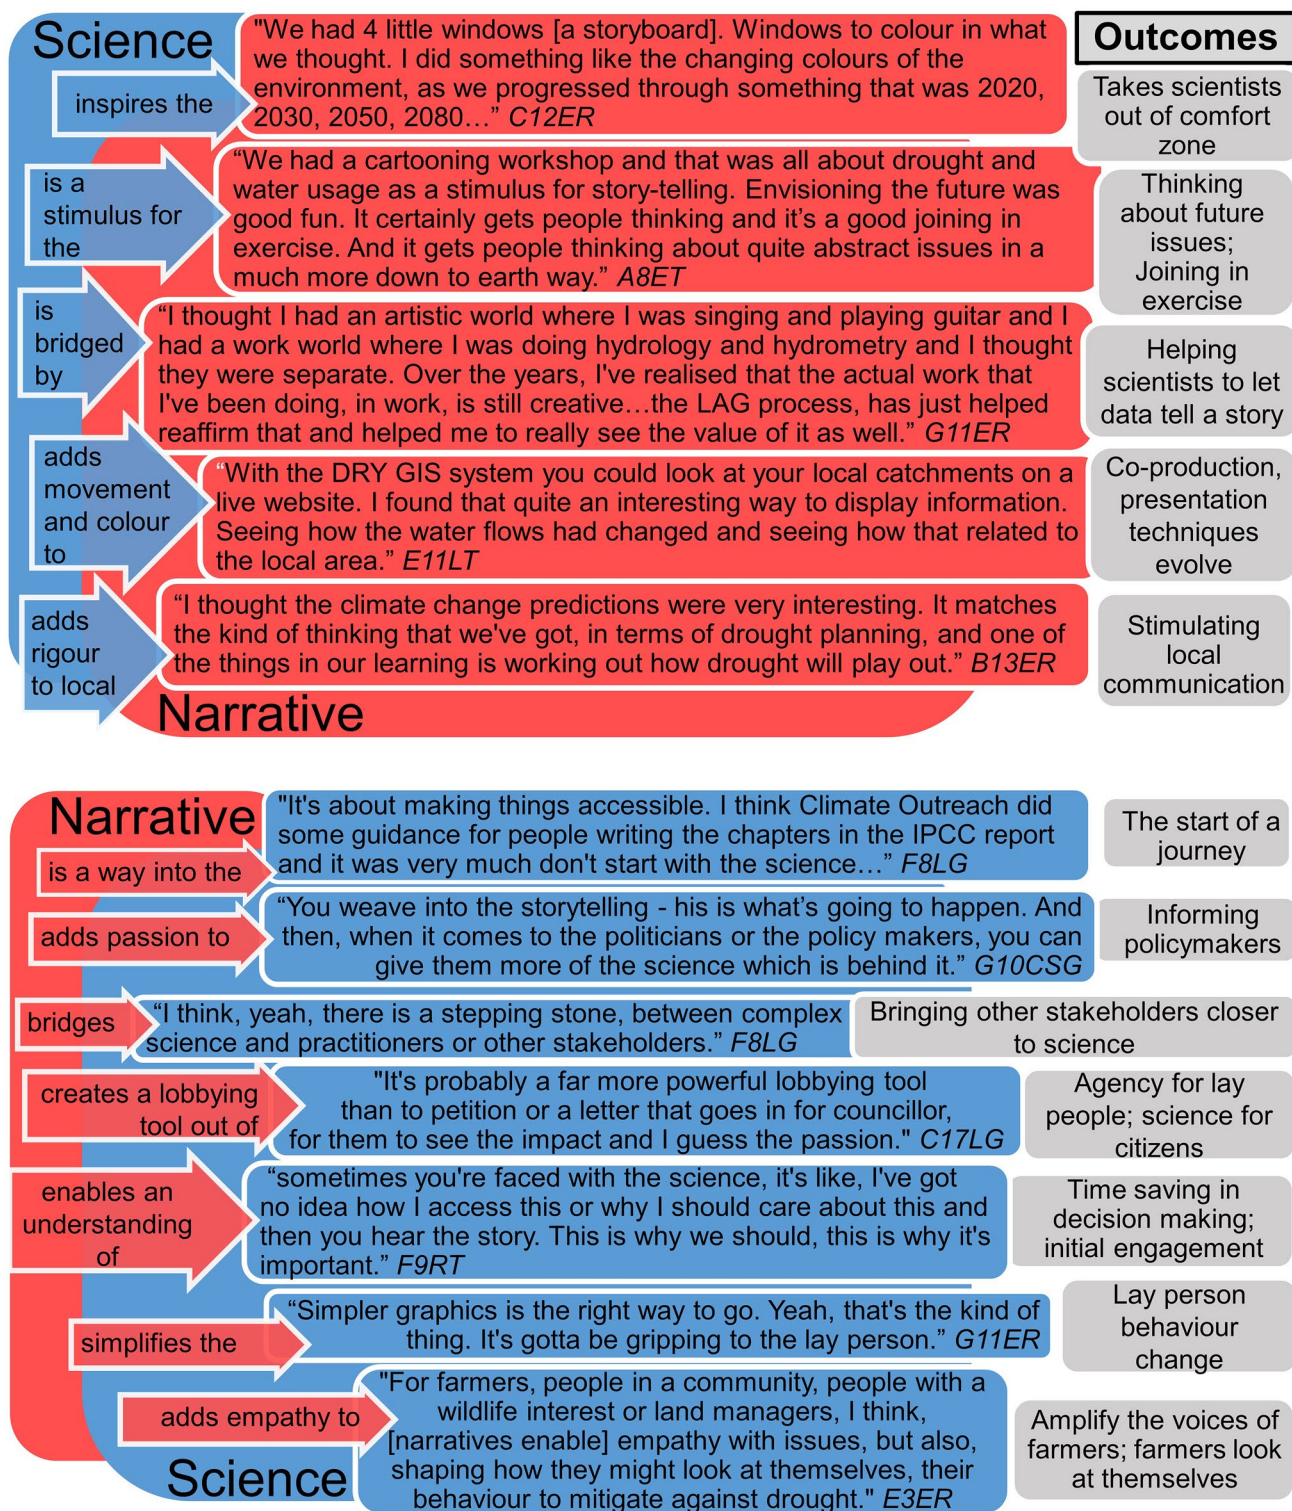 Science
Outcomes
inspires the
"We had 4 little windows [a storyboard]. Windows to colour in what
we thought. I did something like the changing colours of the
environment, as we progressed through something that was 2020,
2030, 2050, 2080…” C12ER
Takes scientists
out of comfort
zone
is a
stimulus for
the
“We had a cartooning workshop and that was all about drought and
water usage as a stimulus for story-telling. Envisioning the future was
good fun. It certainly gets people thinking and it’s a good joining in
exercise. And it gets people thinking about quite abstract issues in a
much more down to earth way.” A8ET
Thinking
about future
issues;
Joining in
exercise
is
bridged
by
“I thought I had an artistic world where I was singing and playing guitar and I
had a work world where I was doing hydrology and hydrometry and I thought
they were separate. Over the years, I've realised that the actual work that
I've been doing, in work, is still creative…the LAG process, has just helped
reaffirm that and helped me to really see the value of it as well.” G11ER
Helping
scientists to let
data tell a story
adds
movement
and colour
to
“With the DRY GIS system you could look at your local catchments on a
live website. I found that quite an interesting way to display information.
Seeing how the water flows had changed and seeing how that related to
the local area.” E11LT
Co-production,
presentation
techniques
evolve
adds
rigour
to local
“I thought the climate change predictions were very interesting. It matches
the kind of thinking that we've got, in terms of drought planning, and one of
the things in our learning is working out how drought will play out.” B13ER
Stimulating
local
communication
Narrative
Narrative
is a way into the
"It's about making things accessible. I think Climate Outreach did
some guidance for people writing the chapters in the IPCC report
and it was very much don't start with the science…” F8LG
The start of a
journey
adds passion to
“You weave into the storytelling - his is what’s going to happen. And
then, when it comes to the politicians or the policy makers, you can
give them more of the science which is behind it.” G10CSG
Informing
policymakers
bridges
“I think, yeah, there is a stepping stone, between complex
science and practitioners or other stakeholders.” F8LG
Bringing other stakeholders closer
to science
creates a lobbying
tool out of
"It's probably a far more powerful lobbying tool
than to petition or a letter that goes in for councillor,
for them to see the impact and I guess the passion." C17LG
Agency for lay
people; science for
citizens
enables an
understanding
of
“sometimes you're faced with the science, it's like, I've got
no idea how I access this or why I should care about this and
then you hear the story. This is why we should, this is why it's
important.” F9RT
Time saving in
decision making;
initial engagement
simplifies the
“Simpler graphics is the right way to go. Yeah, that's the kind of
thing. It's gotta be gripping to the lay person.” G11ER
Lay person
behaviour
change
adds empathy to
"For farmers, people in a community, people with a
wildlife interest or land managers, I think,
[narratives enable] empathy with issues, but also,
shaping how they might look at themselves, their
behaviour to mitigate against drought." E3ER
Amplify the voices of
farmers; farmers look
at themselves
Science